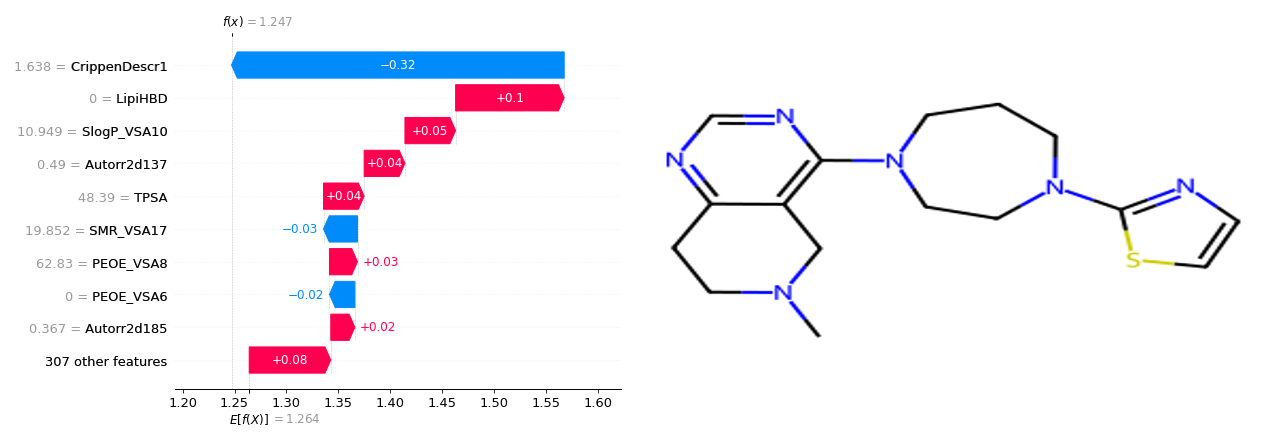 f(x) = 1.247
1.638 = CrippenDescr1
−0.32
0 = LipiHBD
+0.1
10.949 = SlogP_VSA10
+0.05
0.49 = Autorr2d137
+0.04
48.39 = TPSA
+0.04
19.852 = SMR_VSA17
−0.03
62.83 = PEOE_VSA8
+0.03
0 = PEOE_VSA6
−0.02
0.367 = Autorr2d185
+0.02
307 other features
+0.08
1.20 1.25 1.30 1.35 1.40 1.45 1.50 1.55 1.60
E[f(X)] = 1.264
N
N
N
N
N
N
S